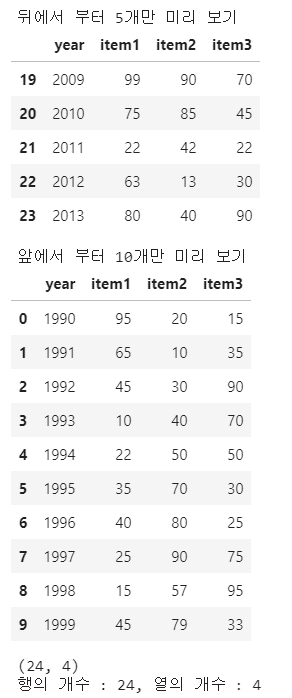 뒤에서 부터 5개만 미리 보기
year item1 item2 item3
19 2009 99 90 70
20 2010 75 85 45
21 2011 22 42 22
22 2012 63 13 30
23 2013 80 40 90
앞에서 부터 10개만 미리 보기
year item1 item2 item3
0 1990 95 20 15
1 1991 65 10 35
2 1992 45 30 90
3 1993 10 40 70
4 1994 22 50 50
5 1995 35 70 30
6 1996 40 80 25
7 1997 25 90 75
8 1998 15 57 95
9 1999 45 79 33
(24, 4)
행의 개수 : 24, 열의 개수 : 4